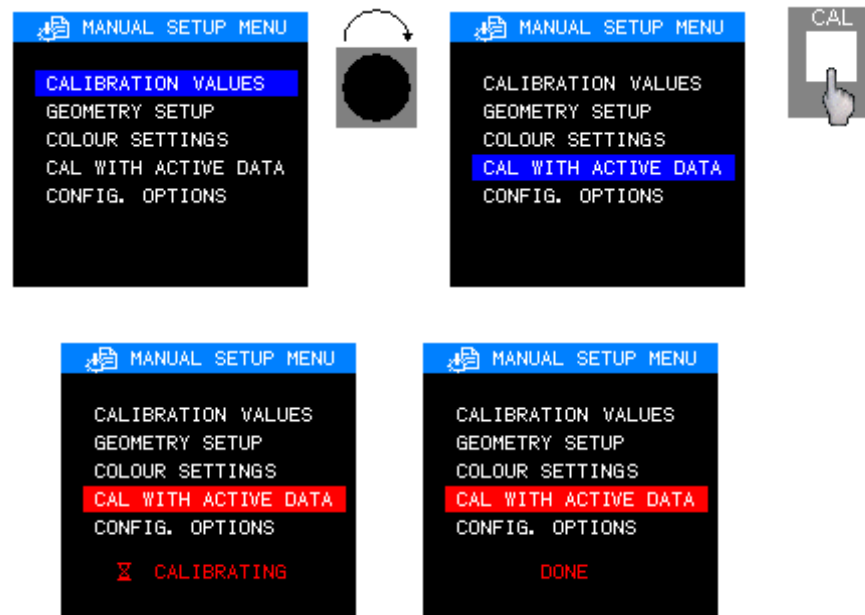 MANUAL SETUP MENU
CALIBRATION VALUES
GEOMETRY SETUP
COLOUR SETTINGS
CAL WITH ACTIVE DATA
CONFIG. OPTIONS
MANUAL SETUP MENU
CALIBRATION VALUES
GEOMETRY SETUP
COLOUR SETTINGS
CAL WITH ACTIVE DATA
CONFIG. OPTIONS
CAL
MANUAL SETUP MENU
CALIBRATION VALUES
GEOMETRY SETUP
COLOUR SETTINGS
CAL WITH ACTIVE DATA
CONFIG. OPTIONS
CALIBRATING
MANUAL SETUP MENU
CALIBRATION VALUES
GEOMETRY SETUP
COLOUR SETTINGS
CAL WITH ACTIVE DATA
CONFIG. OPTIONS
DONE